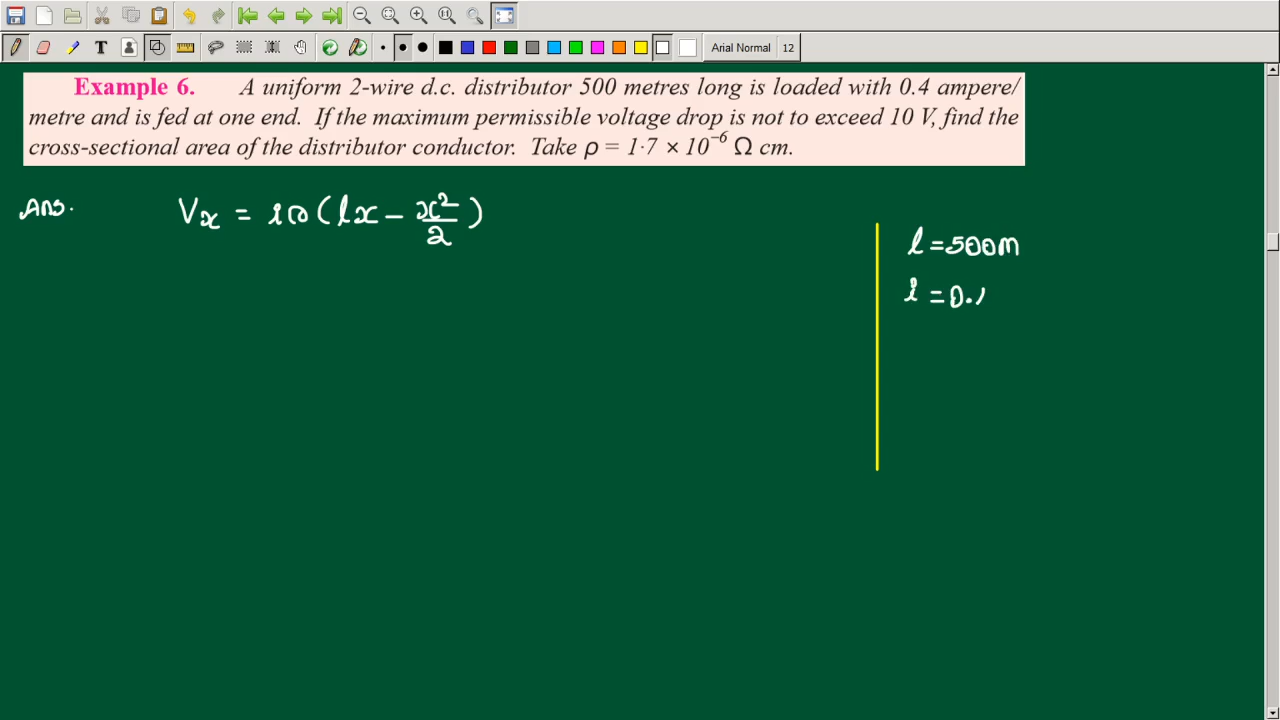 Arial Normal 12
Example 6. A uniform 2-wire d.c. distributor 500 metres long is loaded with 0.4 ampere/
metre and is fed at one end. If the maximum permissible voltage drop is not to exceed 10 V, find the
cross-sectional area of the distributor conductor. Take ρ = 1·7 × 10⁻⁶ Ω cm.
Ans. Vx = ir(lx - x²/2)
l = 500m
i = 0.